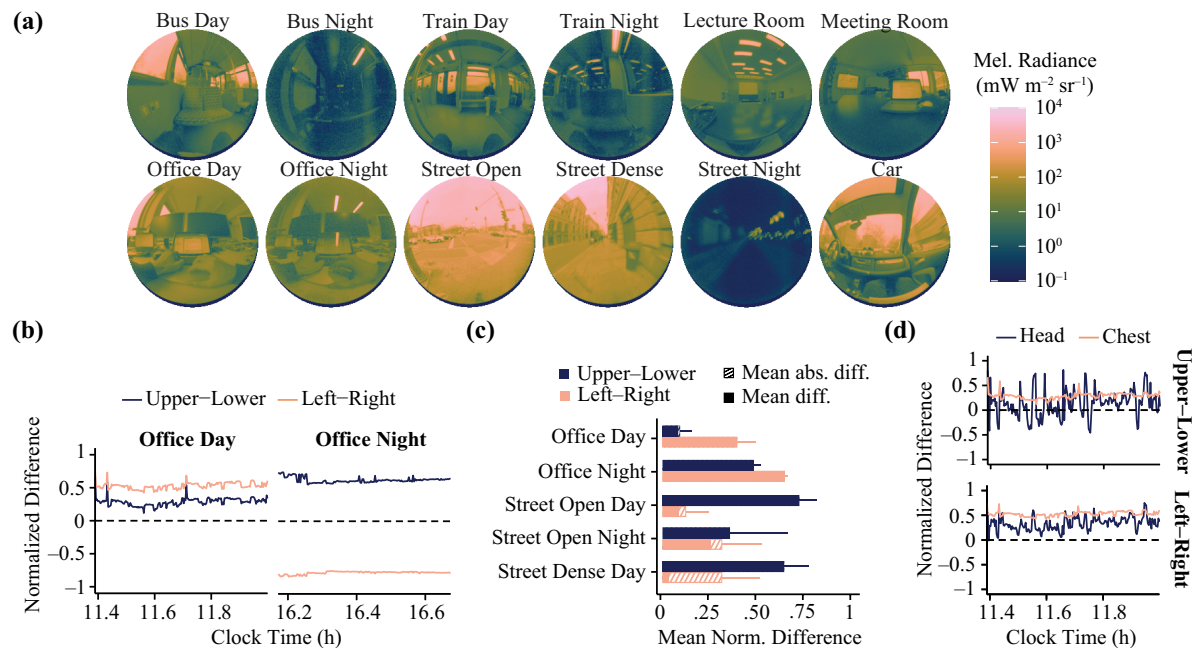 (a)
Bus Day
Bus Night
Train Day
Train Night
Lecture Room
Meeting Room
Mel. Radiance
(mW m⁻² sr⁻¹)
10⁴
10³
10²
10¹
10⁰
10⁻¹
Office Day
Office Night
Street Open
Street Dense
Street Night
Car
(b)
Upper–Lower
Left–Right
Office Day
Office Night
Normalized Difference
1
0.5
0
−0.5
−1
11.4
11.6
11.8
16.2
16.4
16.6
Clock Time (h)
(c)
Upper–Lower
Left–Right
Mean abs. diff.
Mean diff.
Office Day
Office Night
Street Open Day
Street Open Night
Street Dense Day
0
.25
.50
.75
1
Mean Norm. Difference
(d)
Head
Chest
Normalized Difference
1
0.5
0
−0.5
−1
Upper–Lower
Normalized Difference
1
0.5
0
−0.5
−1
Left–Right
11.4
11.6
11.8
Clock Time (h)